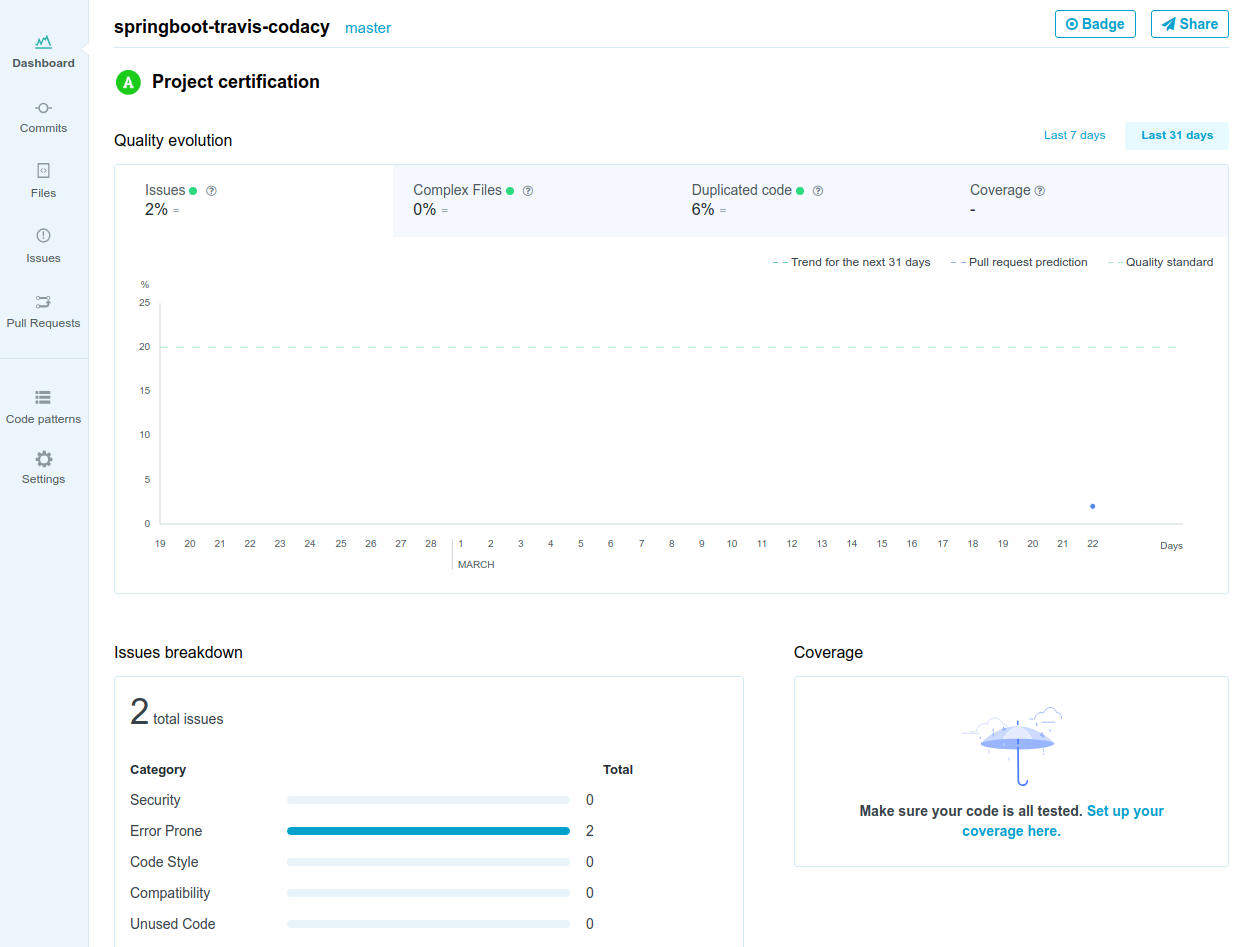 springboot-travis-codacy master
Badge
Share
Dashboard
Commits
Files
Issues
Pull Requests
Code patterns
Settings
A Project certification
Quality evolution
Last 7 days
Last 31 days
Issues ?
2% =
Complex Files ?
0% =
Duplicated code ?
6% =
Coverage ?
-
Trend for the next 31 days
Pull request prediction
Quality standard
%
25
20
15
10
5
0
19 20 21 22 23 24 25 26 27 28 1 2 3 4 5 6 7 8 9 10 11 12 13 14 15 16 17 18 19 20 21 22 Days
MARCH
Issues breakdown
2 total issues
Category Total
Security 0
Error Prone 2
Code Style 0
Compatibility 0
Unused Code 0
Coverage
Make sure your code is all tested. Set up your
coverage here.